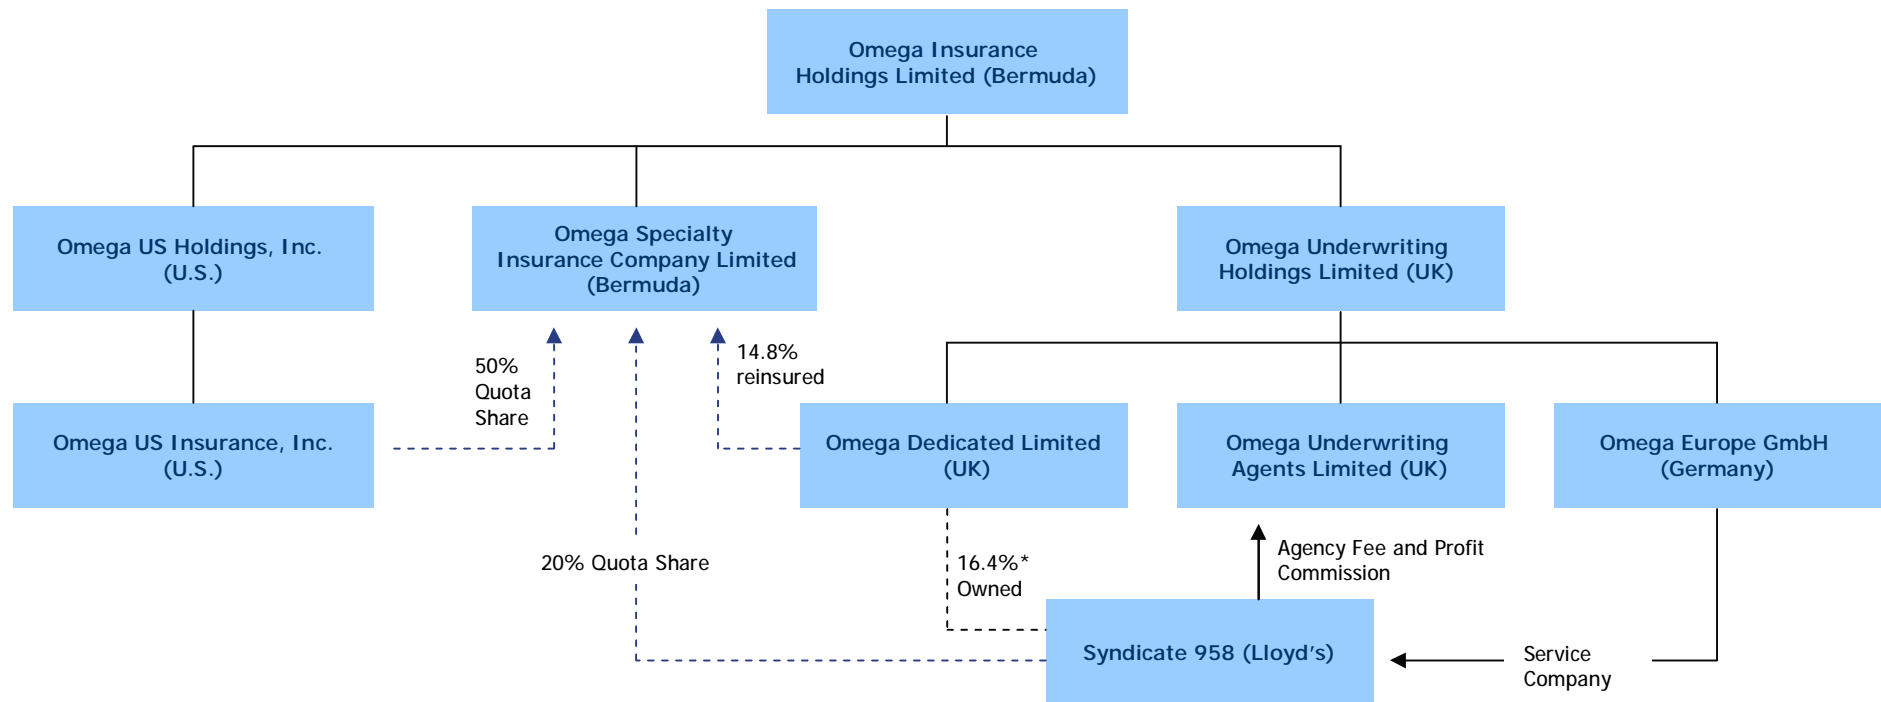 Omega Insurance
Holdings Limited (Bermuda)
Omega US Holdings, Inc.
(U.S.)
Omega Specialty
Insurance Company Limited
(Bermuda)
Omega Underwriting
Holdings Limited (UK)
50%
Quota
Share
14.8%
reinsured
Omega US Insurance, Inc.
(U.S.)
Omega Dedicated Limited
(UK)
Omega Underwriting
Agents Limited (UK)
Omega Europe GmbH
(Germany)
20% Quota Share
16.4%*
Owned
Agency Fee and Profit
Commission
Syndicate 958 (Lloyd's)
Service
Company